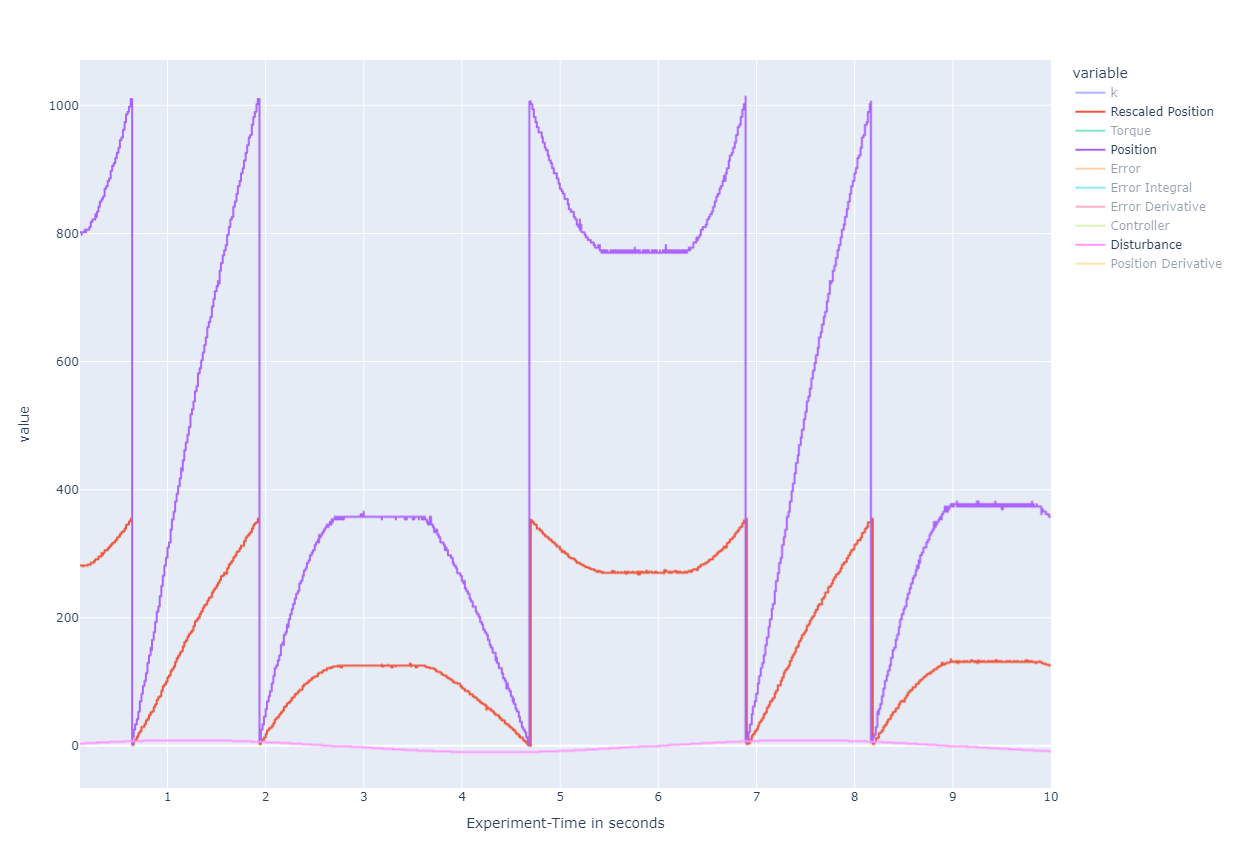 variable
k
Rescaled Position
Torque
Position
Error
Error Integral
Error Derivative
Controller
Disturbance
Position Derivative
1000
800
600
400
200
0
value
1 2 3 4 5 6 7 8 9 10
Experiment-Time in seconds